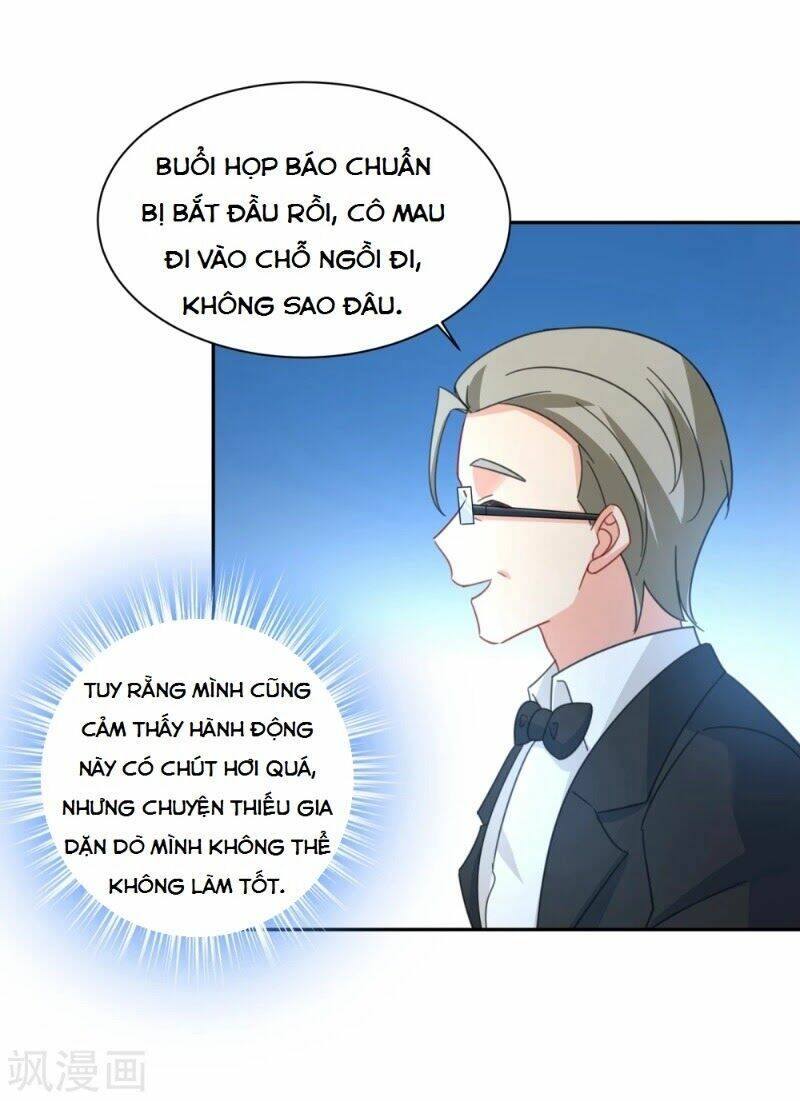 BUỔI HỌP BÁO CHUẨN
BỊ BẮT ĐẦU RỒI, CÔ MAU
ĐI VÀO CHỖ NGỒI ĐI,
KHÔNG SAO ĐÂU.
TUY RẰNG MÌNH CŨNG
CẢM THẤY HÀNH ĐỘNG
NÀY CÓ CHÚT HƠI QUÁ,
NHƯNG CHUYỆN THIẾU GIA
DẶN DÒ MÌNH KHÔNG THỂ
KHÔNG LÀM TỐT.
飒漫画